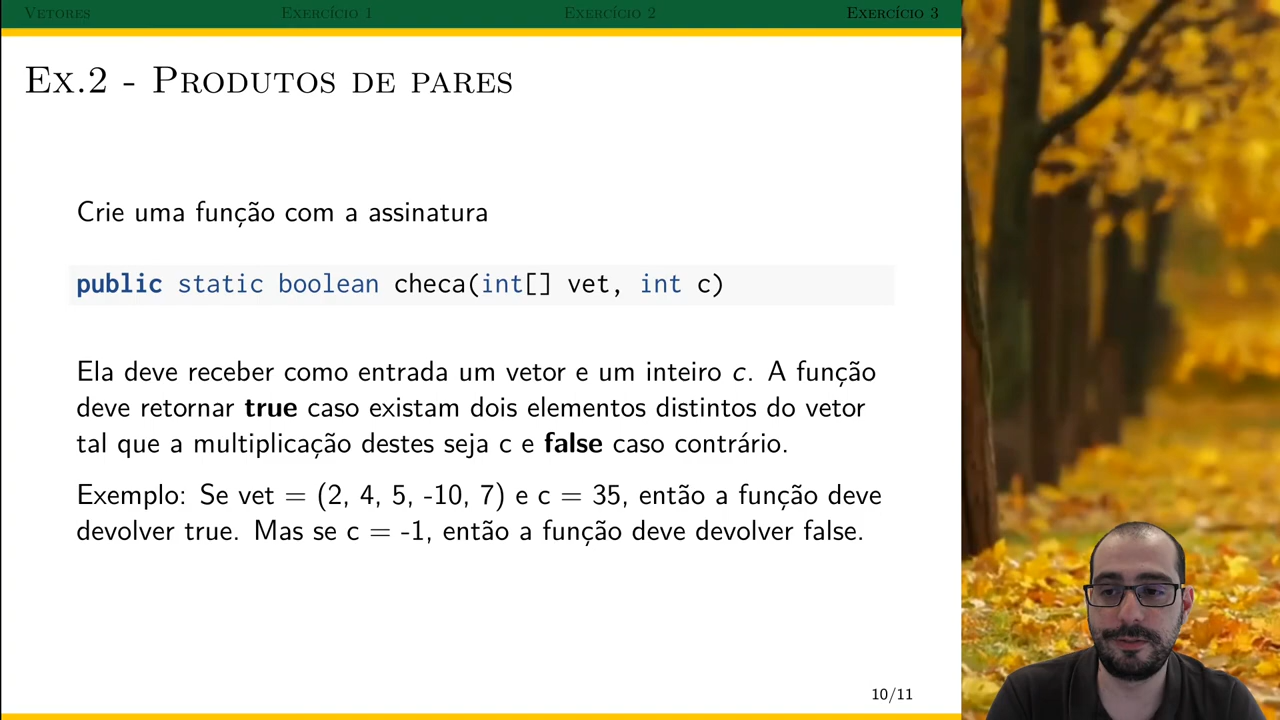 Vetores Exercício 1 Exercício 2 Exercício 3
Ex.2 - Produtos de pares
Crie uma função com a assinatura
public static boolean checa(int[] vet, int c)
Ela deve receber como entrada um vetor e um inteiro c. A função
deve retornar true caso existam dois elementos distintos do vetor
tal que a multiplicação destes seja c e false caso contrário.
Exemplo: Se vet = (2, 4, 5, -10, 7) e c = 35, então a função deve
devolver true. Mas se c = -1, então a função deve devolver false.
10/11